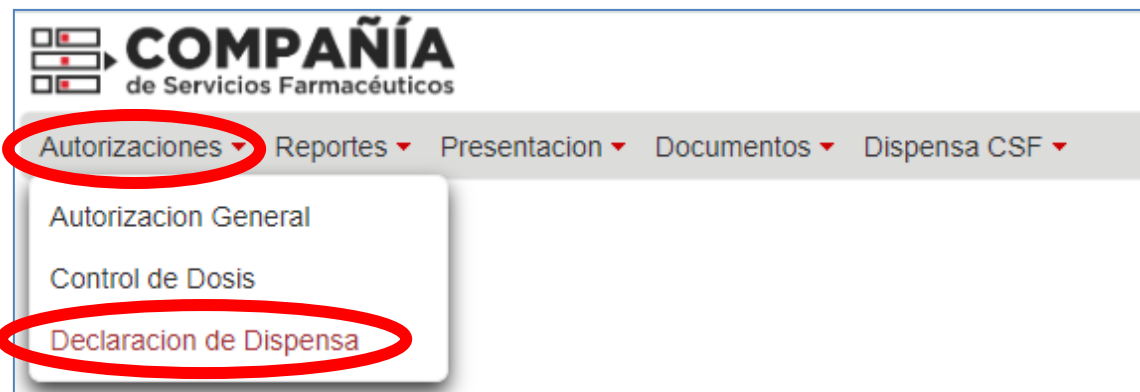 COMPAÑÍA
de Servicios Farmacéuticos
Autorizaciones Reportes Presentacion Documentos Dispensa CSF
Autorizacion General
Control de Dosis
Declaracion de Dispensa